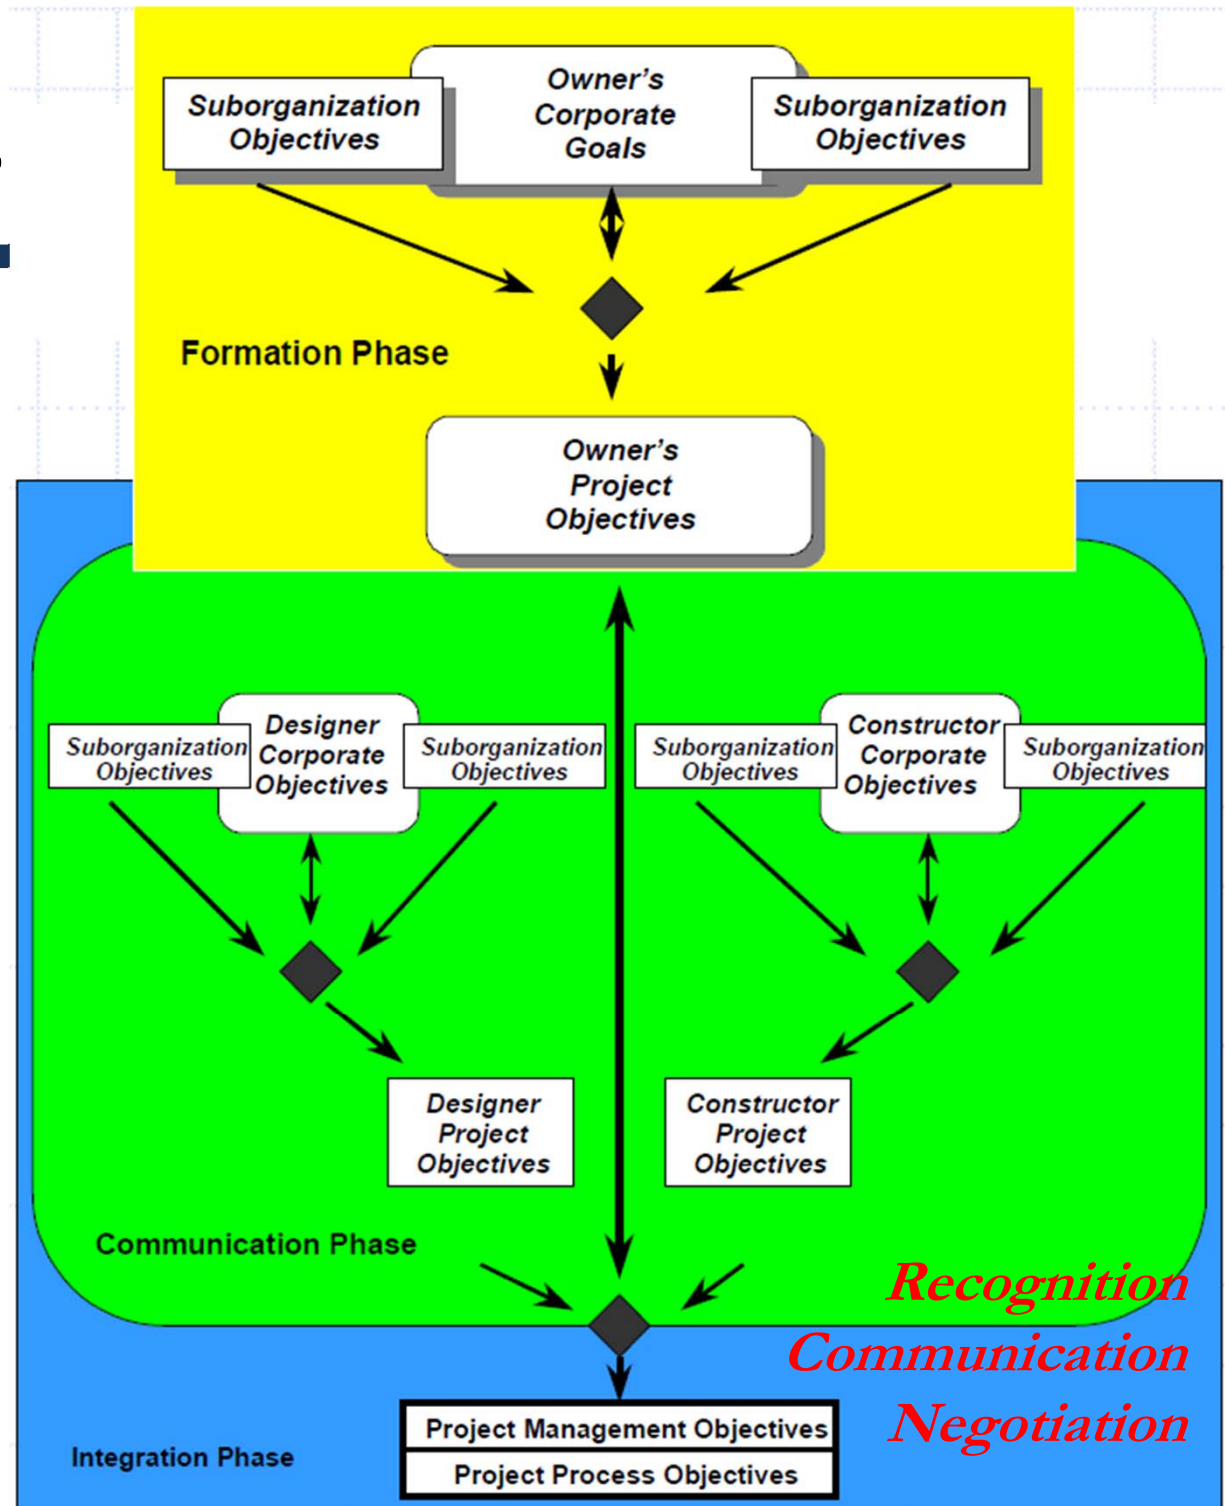 Owner's
Corporate
Goals
Suborganization
Objectives
Suborganization
Objectives
Formation Phase
Owner's
Project
Objectives
Suborganization
Objectives
Designer
Corporate
Objectives
Suborganization
Objectives
Suborganization
Objectives
Constructor
Corporate
Objectives
Suborganization
Objectives
Designer
Project
Objectives
Constructor
Project
Objectives
Communication Phase
Recognition
Communication
Negotiation
Project Management Objectives
Project Process Objectives
Integration Phase